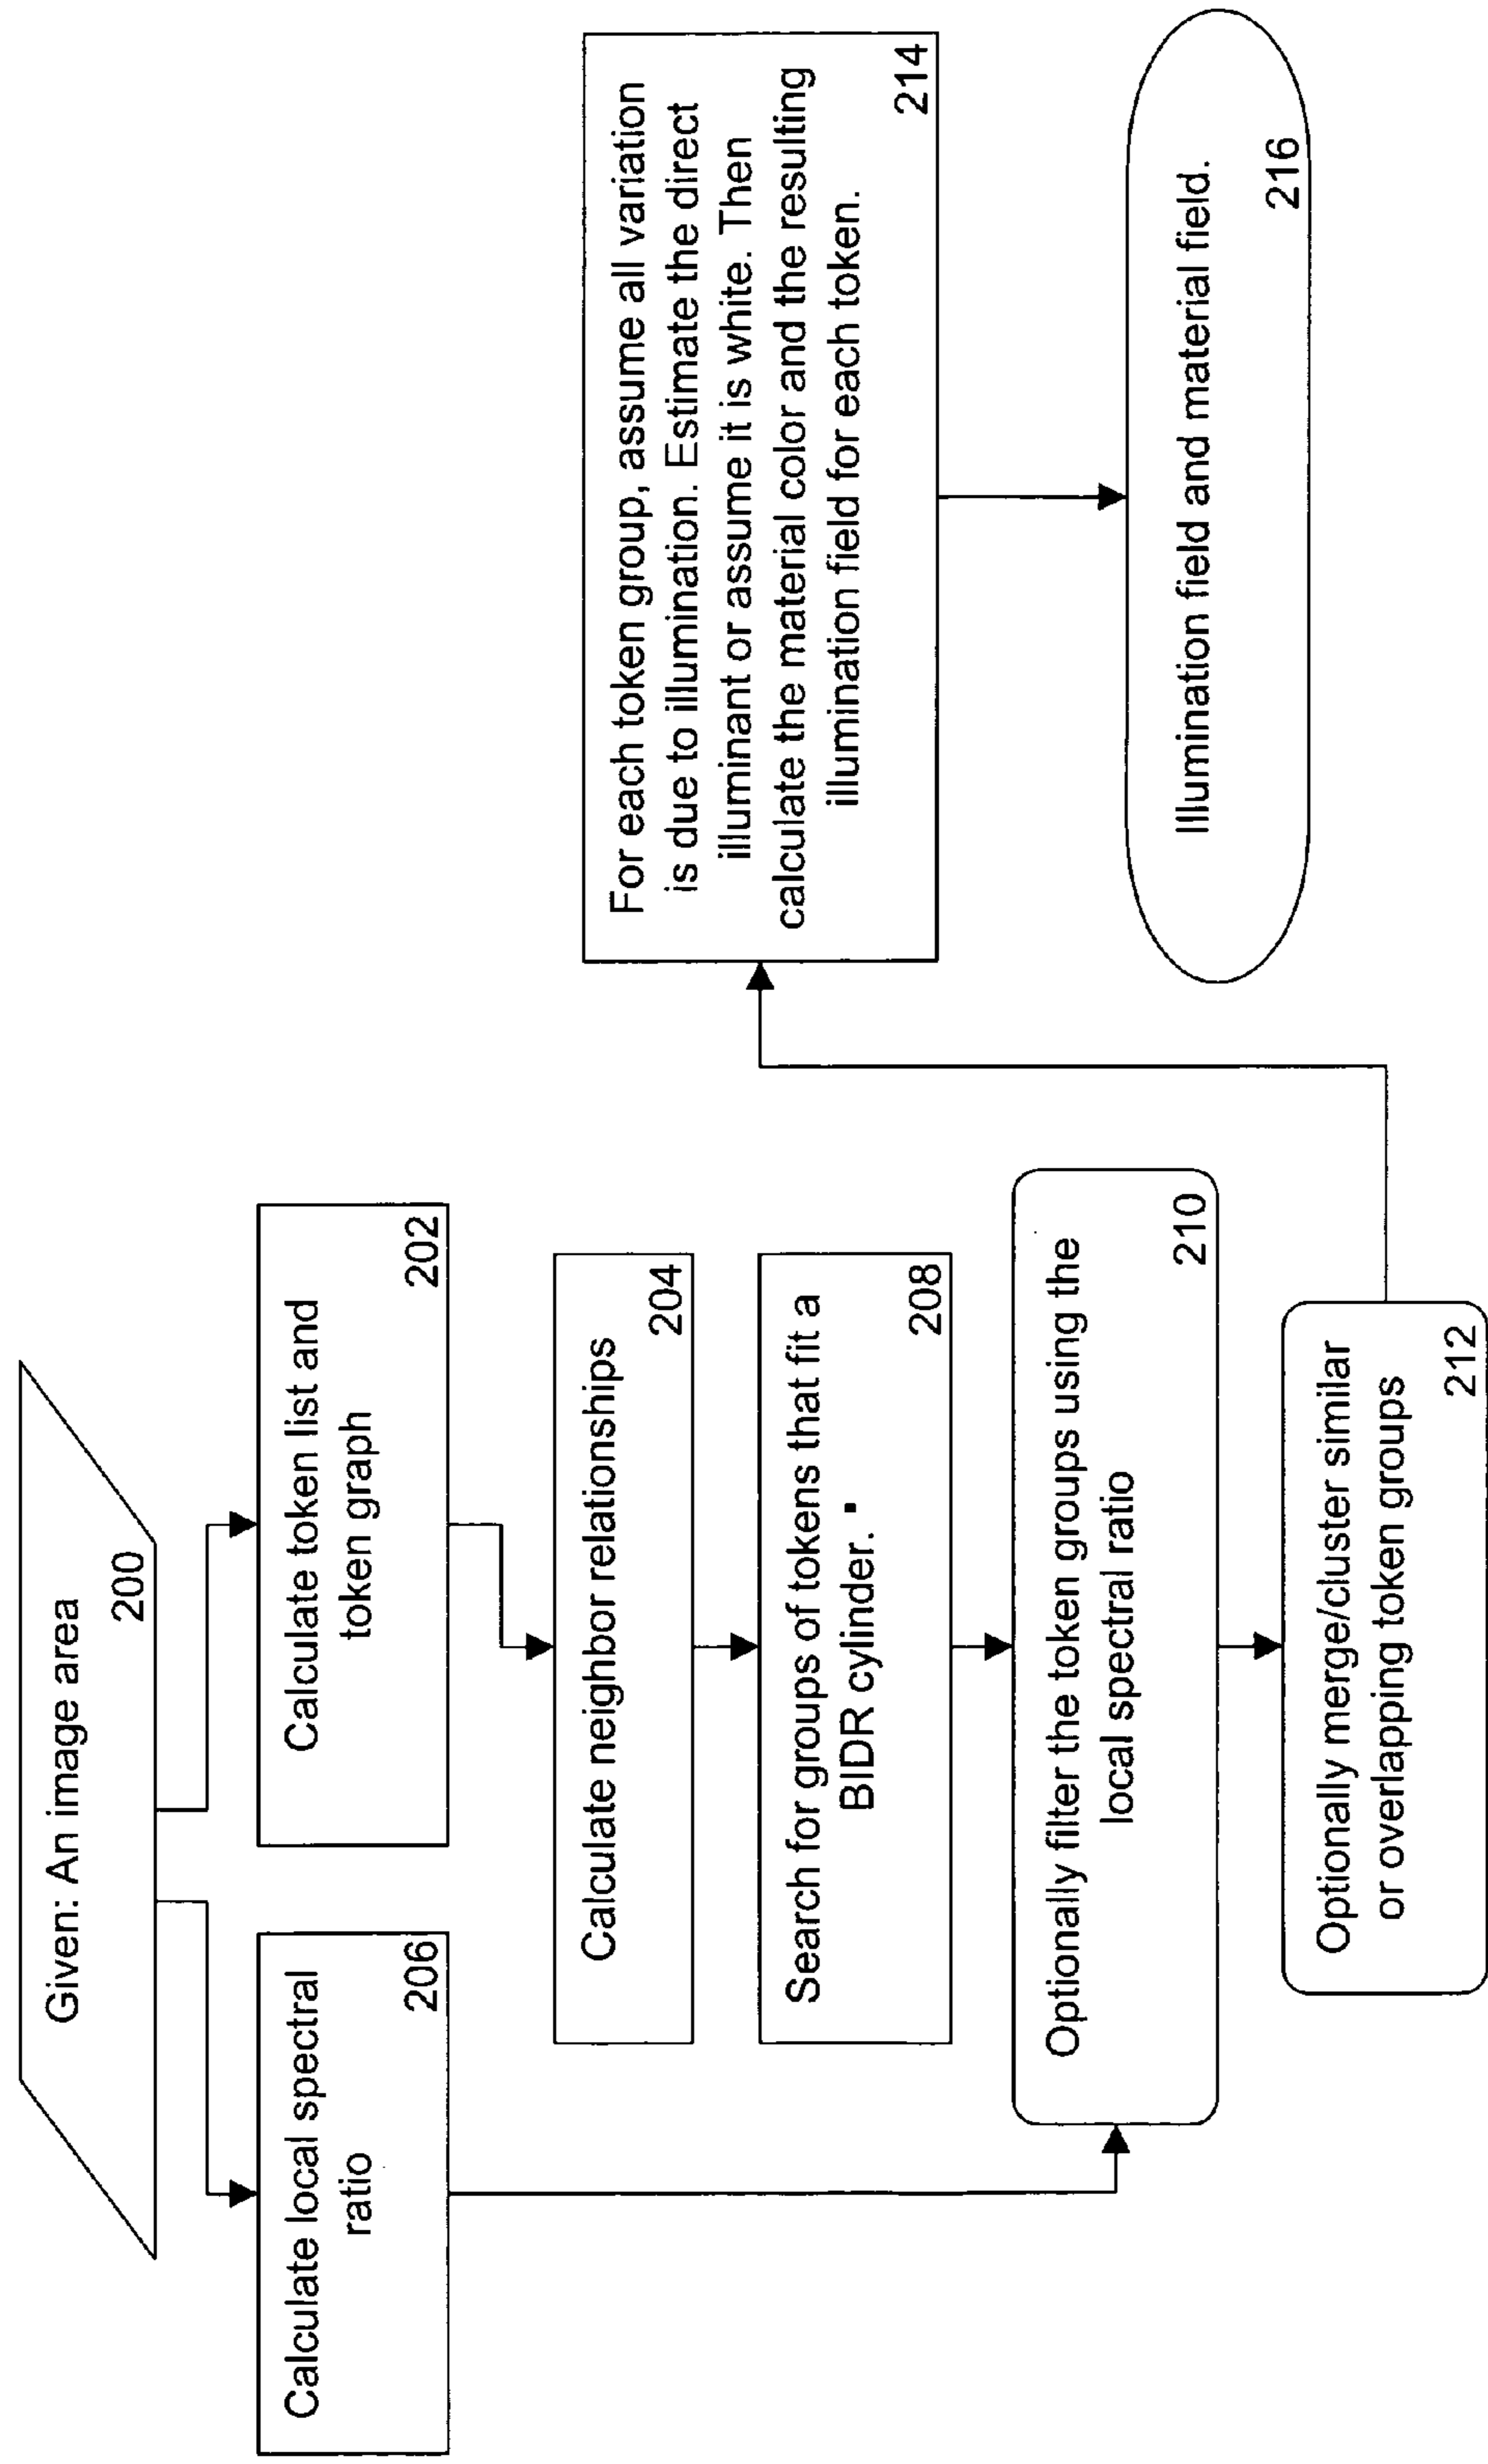 Given: An image area
200
Calculate local spectral
ratio
206
Calculate token list and
token graph
202
Calculate neighbor relationships
204
Search for groups of tokens that fit a
BIDR cylinder.
208
Optionally filter the token groups using the
local spectral ratio
210
Optionally merge/cluster similar
or overlapping token groups
212
For each token group, assume all variation
is due to illumination. Estimate the direct
illuminant or assume it is white. Then
calculate the material color and the resulting
illumination field for each token.
214
Illumination field and material field.
216